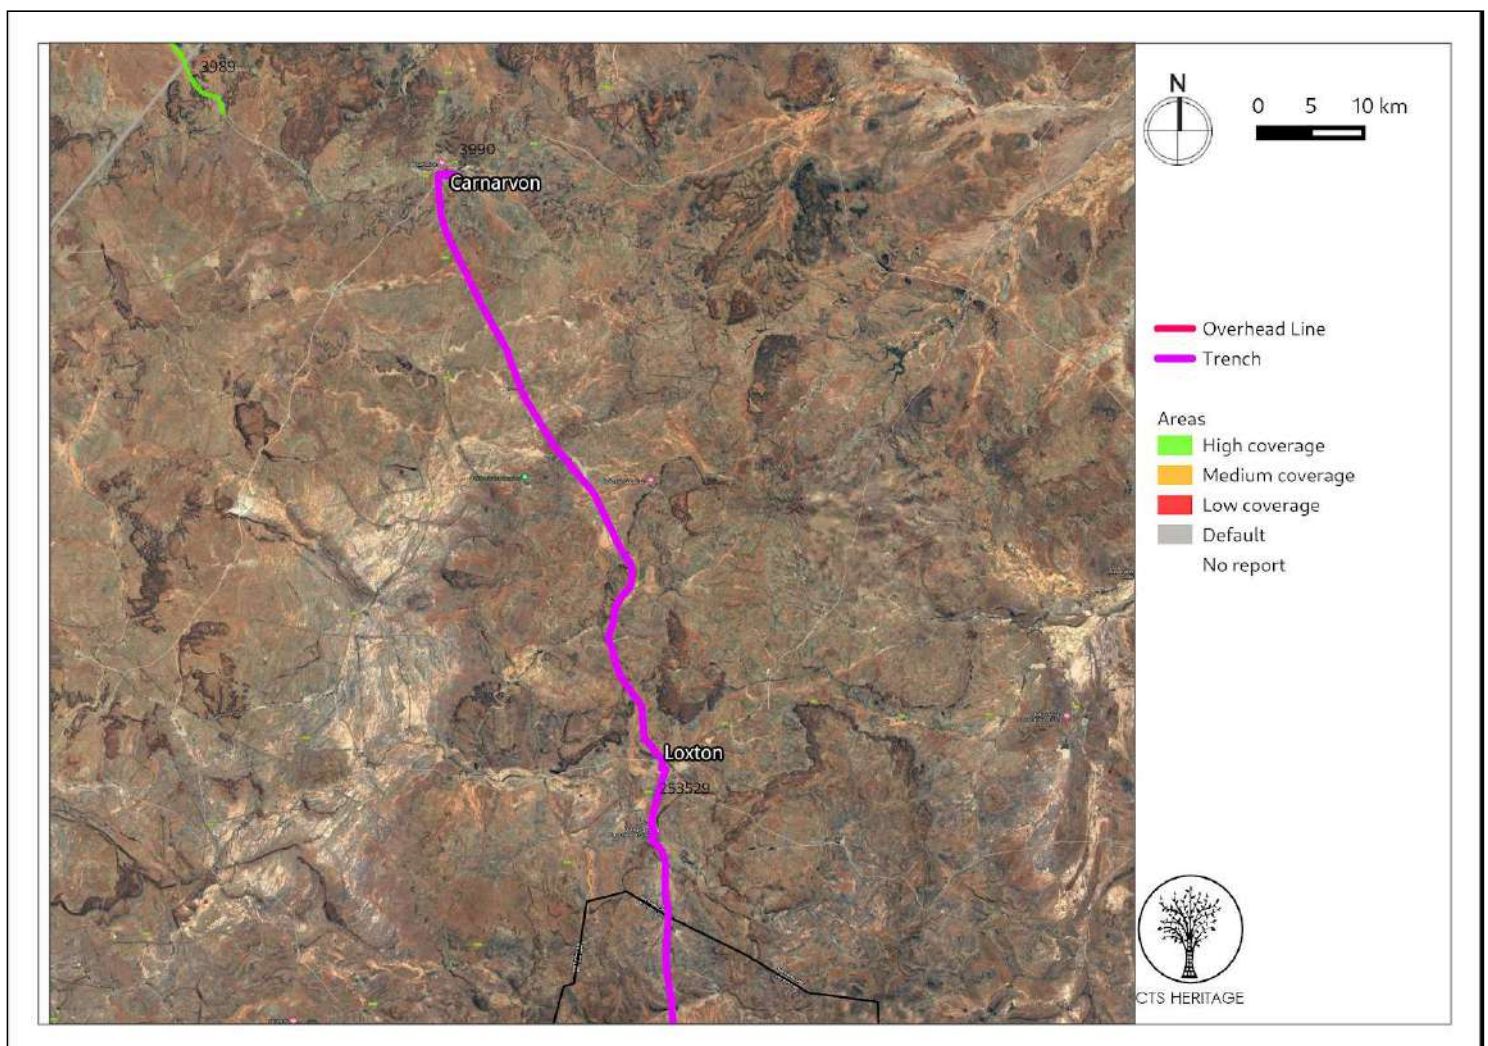 3989
3990
Carnarvon
Loxton
253529
N
0 5 10 km
Overhead Line
Trench
Areas
High coverage
Medium coverage
Low coverage
Default
No report
CTS HERITAGE